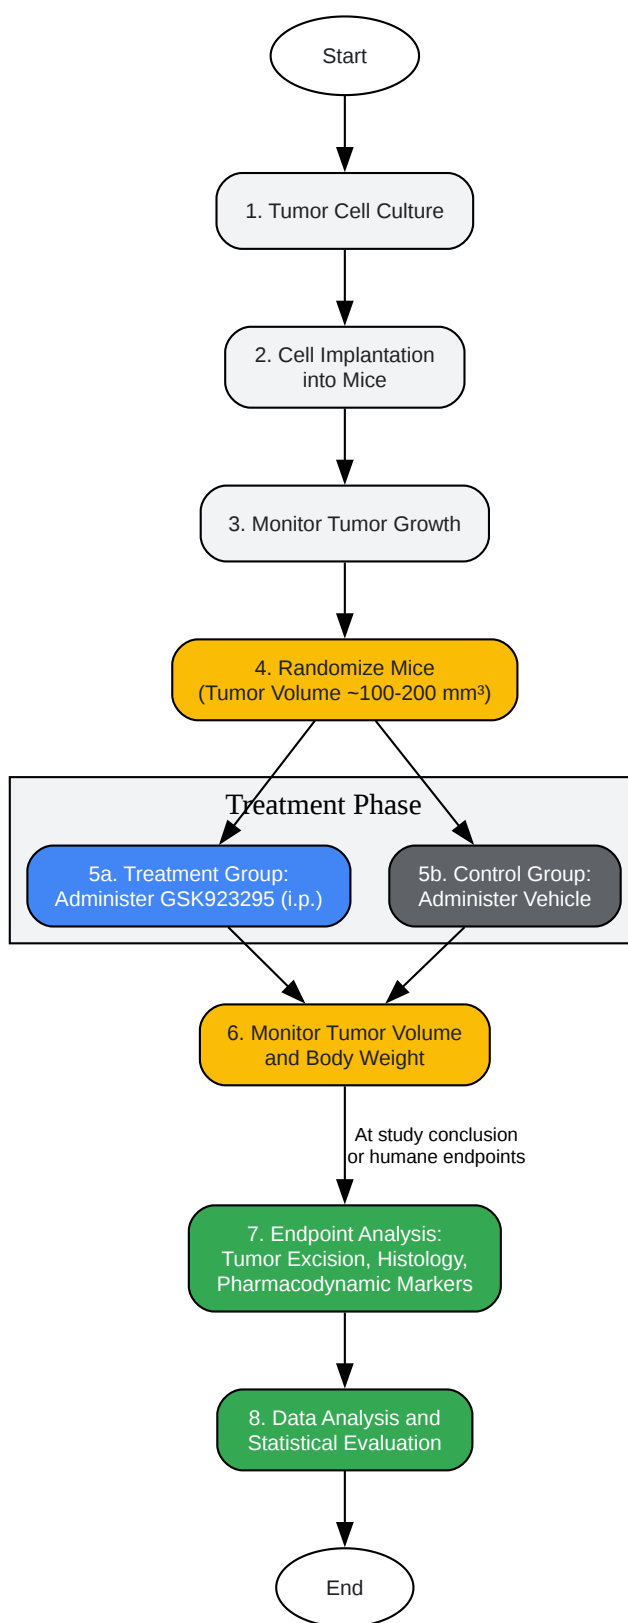 Start
1. Tumor Cell Culture
2. Cell Implantation
into Mice
3. Monitor Tumor Growth
4. Randomize Mice
(Tumor Volume ~100-200 mm³)
Treatment Phase
5a. Treatment Group:
Administer GSK923295 (i.p.)
5b. Control Group:
Administer Vehicle
6. Monitor Tumor Volume
and Body Weight
At study conclusion
or humane endpoints
7. Endpoint Analysis:
Tumor Excision, Histology,
Pharmacodynamic Markers
8. Data Analysis and
Statistical Evaluation
End